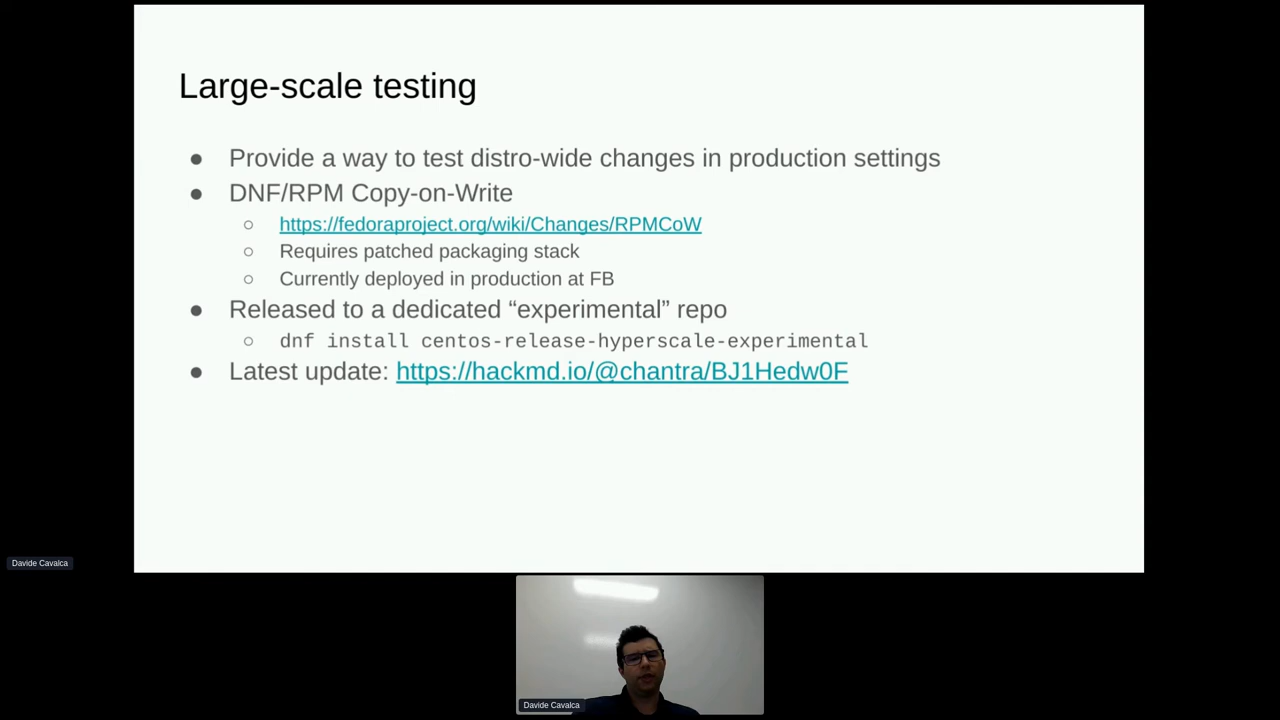 Large-scale testing
● Provide a way to test distro-wide changes in production settings
● DNF/RPM Copy-on-Write
○ https://fedoraproject.org/wiki/Changes/RPMCoW
○ Requires patched packaging stack
○ Currently deployed in production at FB
● Released to a dedicated “experimental” repo
○ dnf install centos-release-hyperscale-experimental
● Latest update: https://hackmd.io/@chantra/BJ1Hedw0F
Davide Cavalca
Davide Cavalca